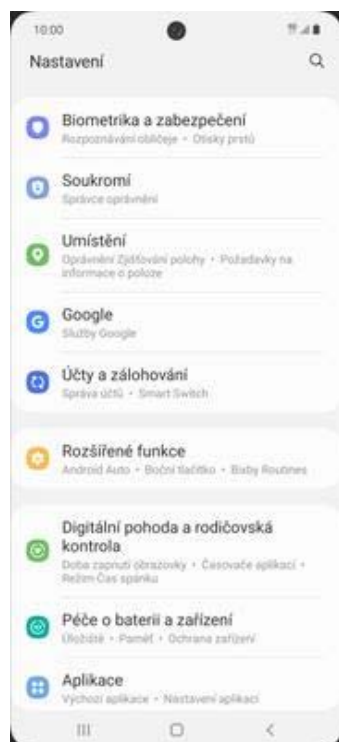 10:00
Nastavení
Biometrika a zabezpečení
Rozpoznávání obličeje • Otisky prstů
Soukromí
Správce oprávnění
Umístění
Oprávnění Zjišťování polohy • Požadavky na
informace o poloze
Google
Služby Google
Účty a zálohování
Správa účtů • Smart Switch
Rozšířené funkce
Android Auto • Boční tlačítko • Bixby Routines
Digitální pohoda a rodičovská
kontrola
Doba zapnutí obrazovky • Časovače aplikací •
Režim Čas spánku
Péče o baterii a zařízení
Úložiště • Paměť • Ochrana zařízení
Aplikace
Výchozí aplikace • Nastavení aplikací